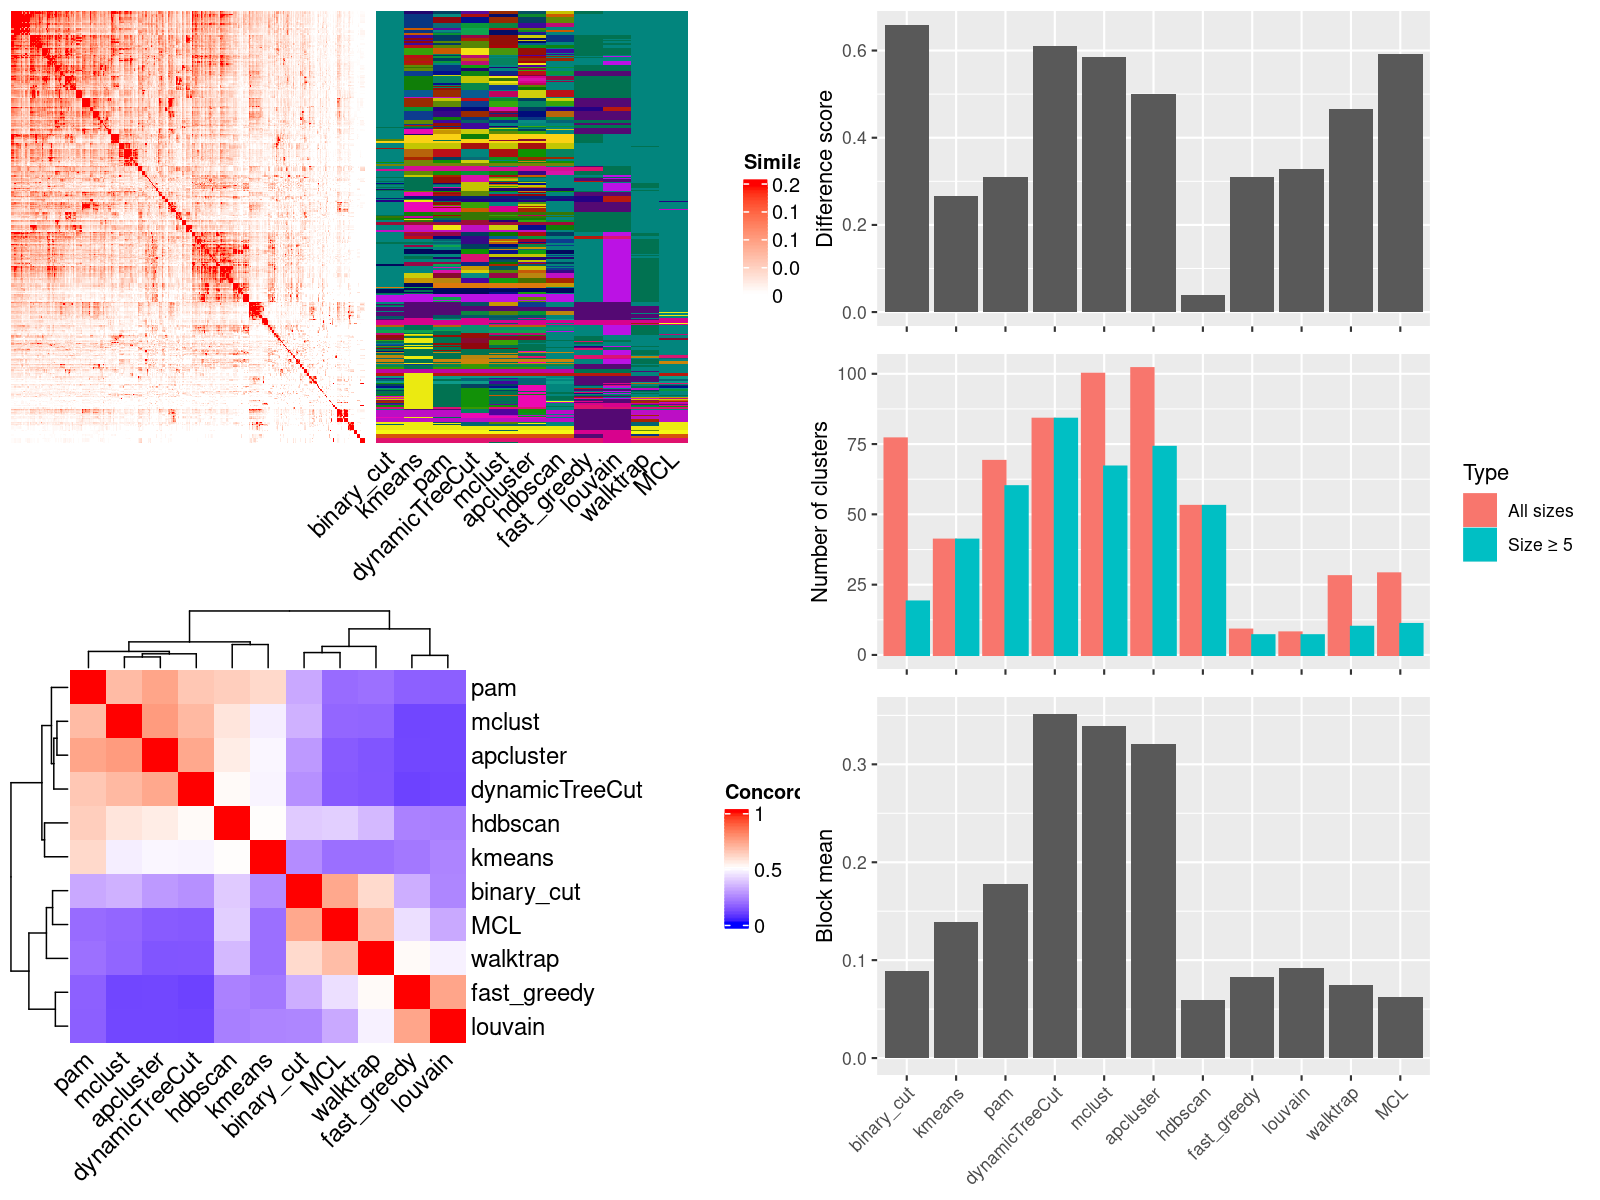 Simila
0.2
0.1
0.1
0.0
0
binary_cut
kmeans
pam
dynamicTreeCut
mclust
apcluster
hdbscan
fast_greedy
louvain
walktrap
MCL
pam
mclust
apcluster
dynamicTreeCut
hdbscan
kmeans
binary_cut
MCL
walktrap
fast_greedy
louvain
pam
mclust
apcluster
dynamicTreeCut
hdbscan
kmeans
binary_cut
MCL
walktrap
fast_greedy
louvain
Concord
1
0.5
0
Difference score
0.6
0.4
0.2
0.0
Number of clusters
100
75
50
25
0
Type
All sizes
Size ≥ 5
Block mean
0.3
0.2
0.1
0.0
binary_cut
kmeans
pam
dynamicTreeCut
mclust
apcluster
hdbscan
fast_greedy
louvain
walktrap
MCL